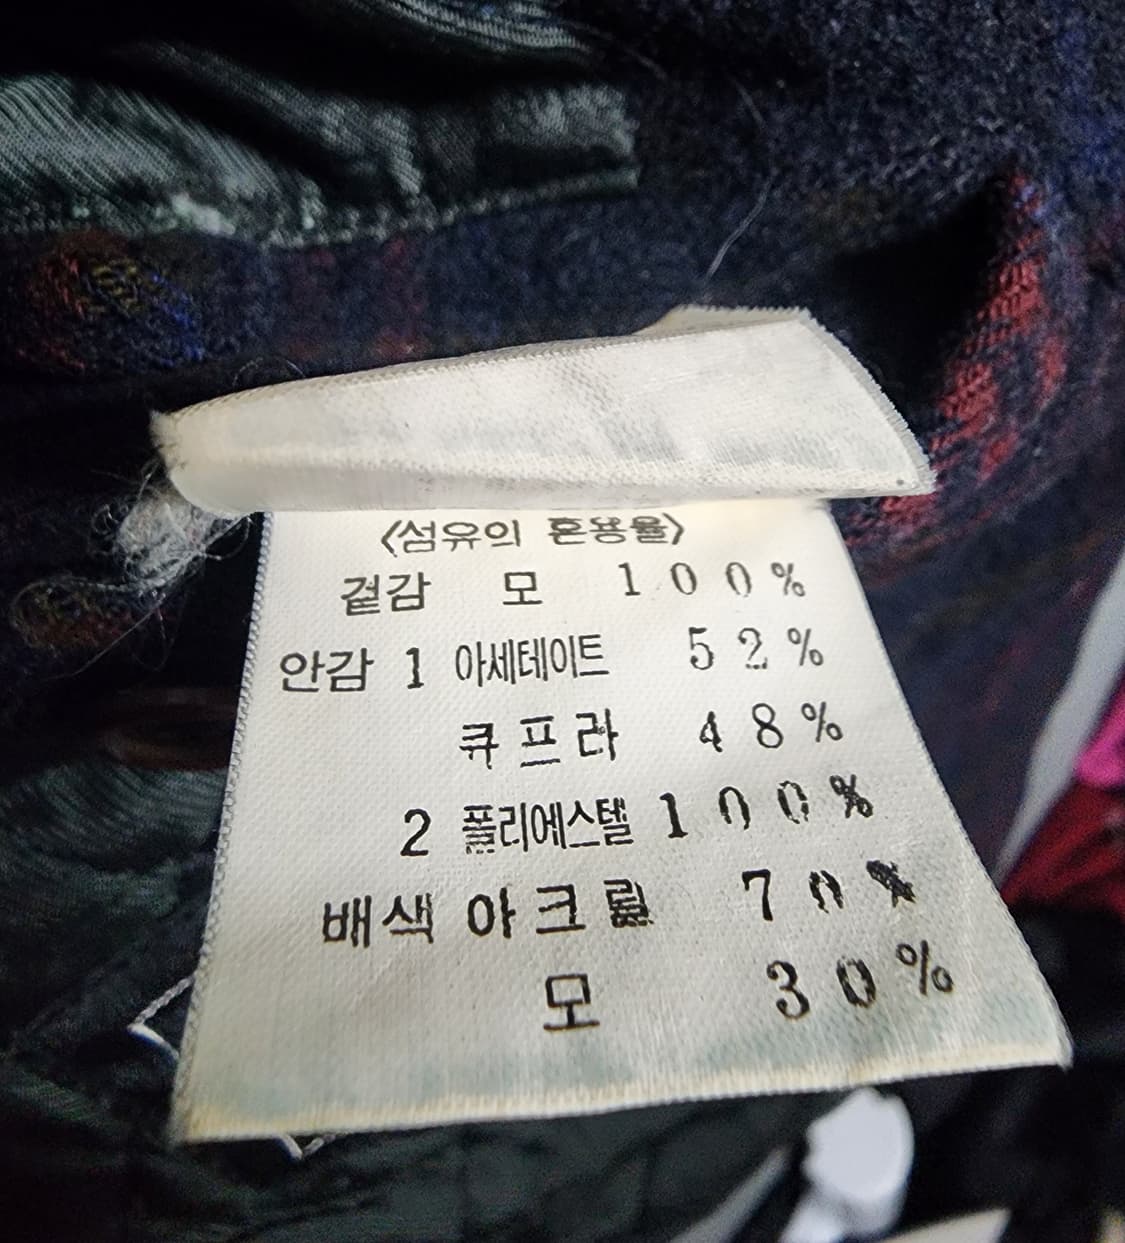 〈섬유의 혼용율〉
겉감 모 100%
안감 1 아세테이트 52%
큐프라 48%
2 폴리에스텔 100%
배색 아크릴 70%
모 30%